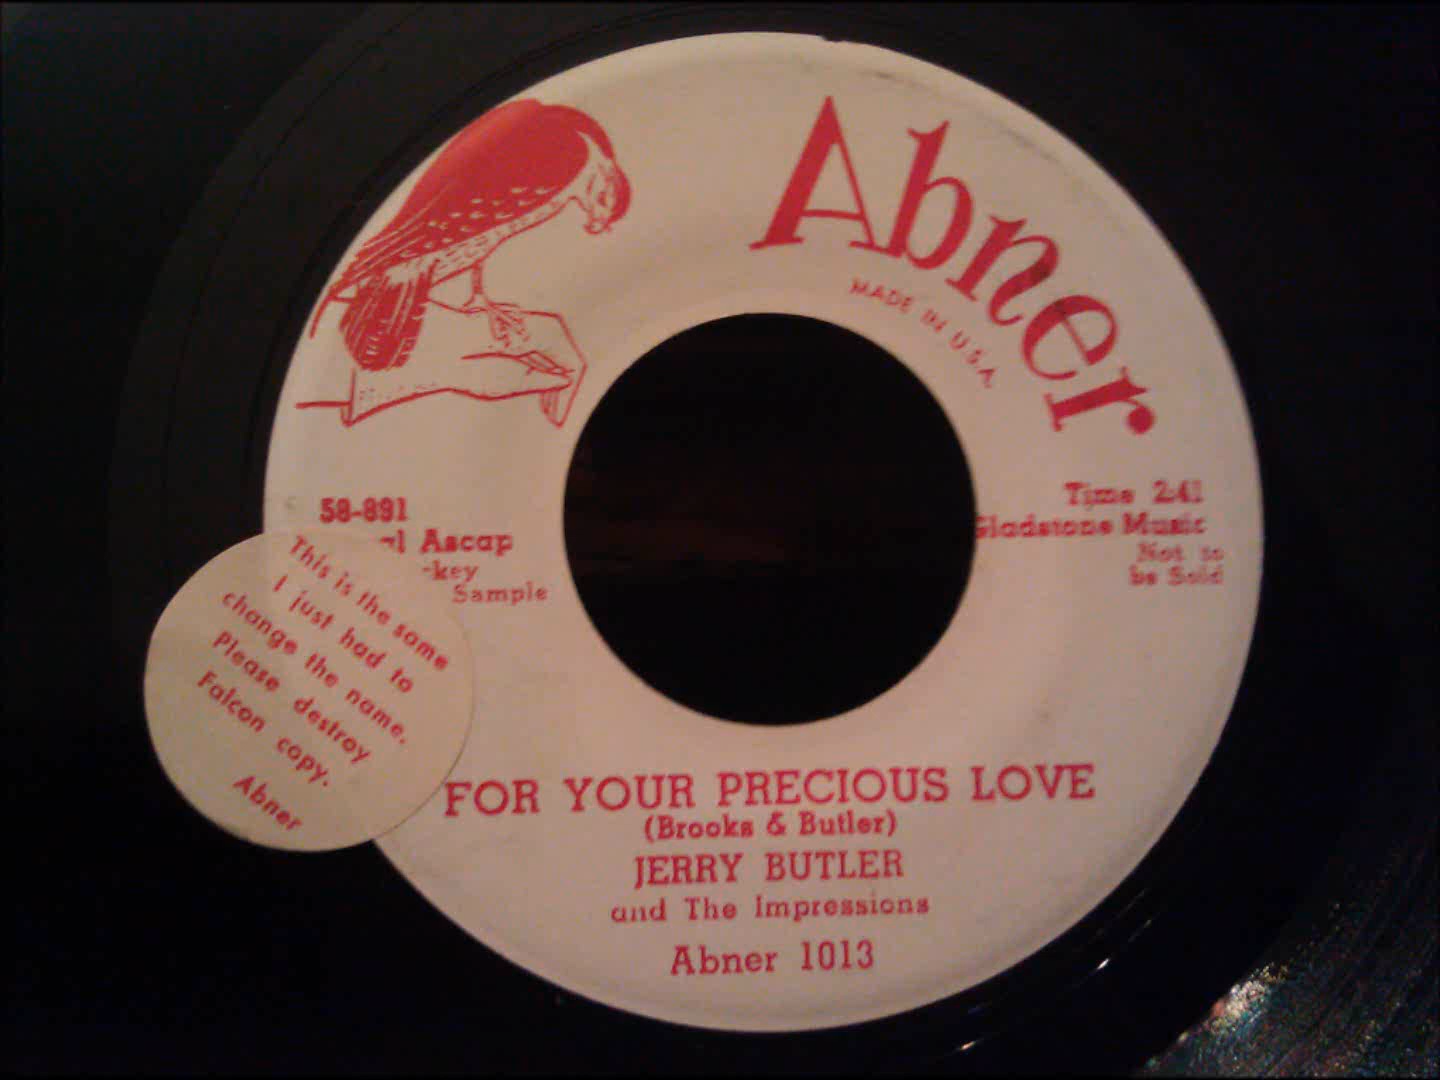 Abner
MADE IN U.S.A.
58-891
Ascap
Sample
Time 2:41
Gladstone Music
Not to
be Sold
This is the same
I just had to
change the name.
Please destroy
Falcon copy.
Abner
FOR YOUR PRECIOUS LOVE
(Brooks & Butler)
JERRY BUTLER
and The Impressions
Abner 1013